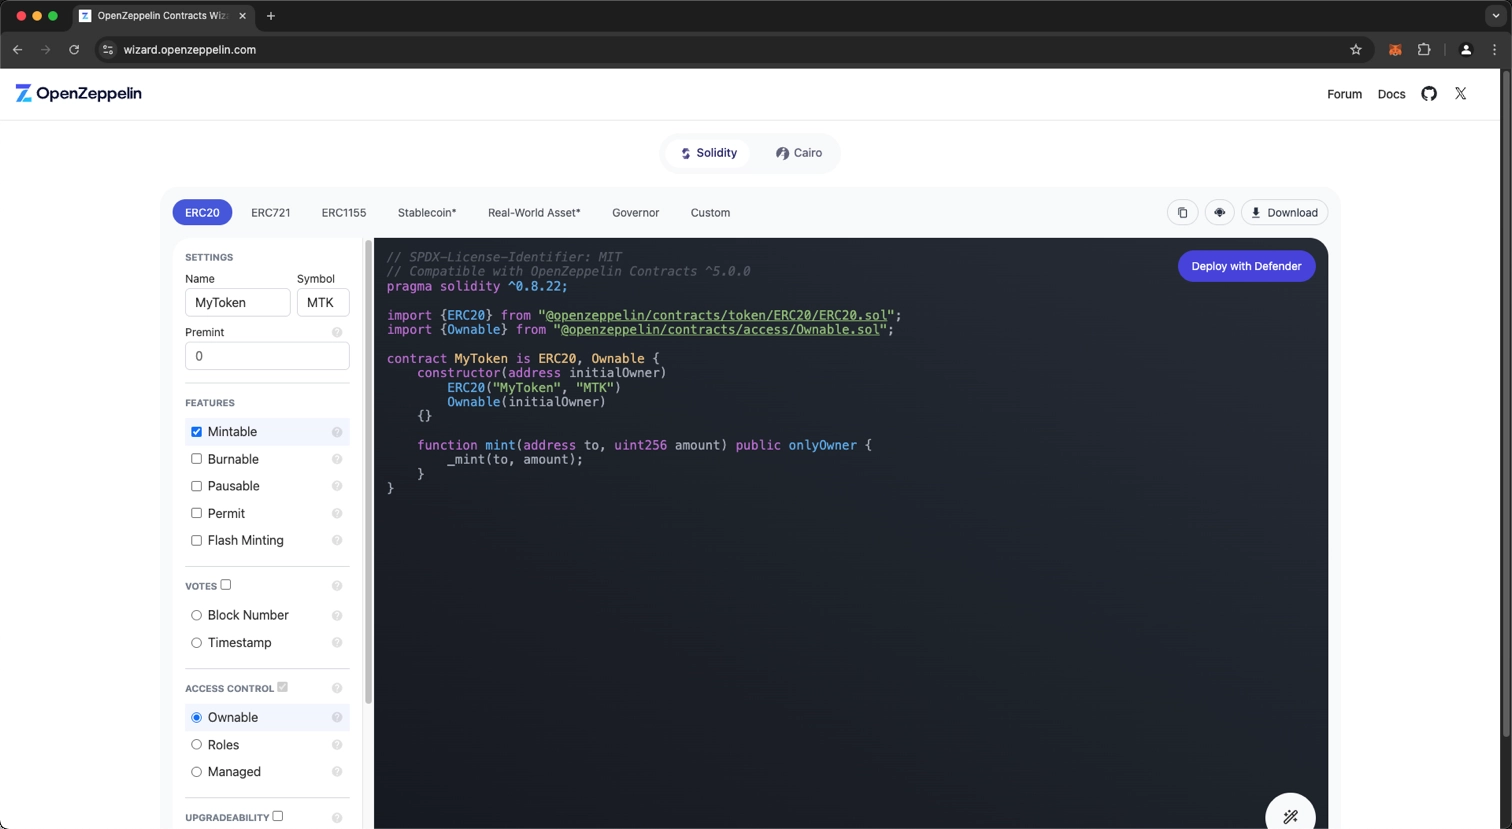 OpenZeppelin Contracts Wiz
wizard.openzeppelin.com
OpenZeppelin
Forum
Docs
Solidity
Cairo
ERC20
ERC721
ERC1155
Stablecoin*
Real-World Asset*
Governor
Custom
Download
SETTINGS
Name
Symbol
MyToken
MTK
Premint
0
FEATURES
Mintable
Burnable
Pausable
Permit
Flash Minting
VOTES
Block Number
Timestamp
ACCESS CONTROL
Ownable
Roles
Managed
UPGRADEABILITY
Deploy with Defender
// SPDX-License-Identifier: MIT
// Compatible with OpenZeppelin Contracts ^5.0.0
pragma solidity ^0.8.22;
import {ERC20} from "@openzeppelin/contracts/token/ERC20/ERC20.sol";
import {Ownable} from "@openzeppelin/contracts/access/Ownable.sol";
contract MyToken is ERC20, Ownable {
constructor(address initialOwner)
ERC20("MyToken", "MTK")
Ownable(initialOwner)
{}
function mint(address to, uint256 amount) public onlyOwner {
_mint(to, amount);
}
}